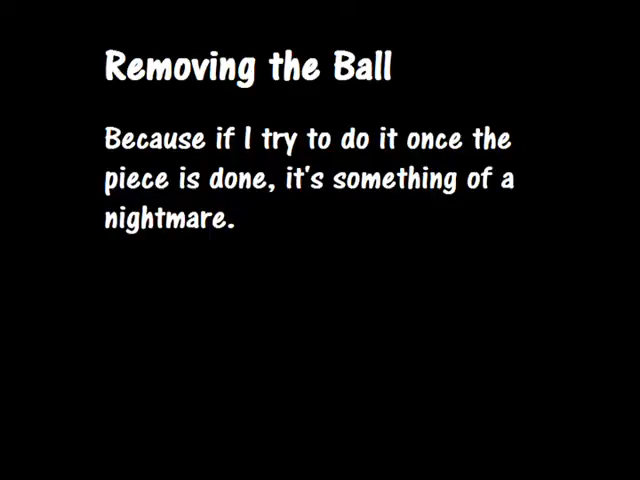 Removing the Ball
Because if I try to do it once the
piece is done, it's something of a
nightmare.